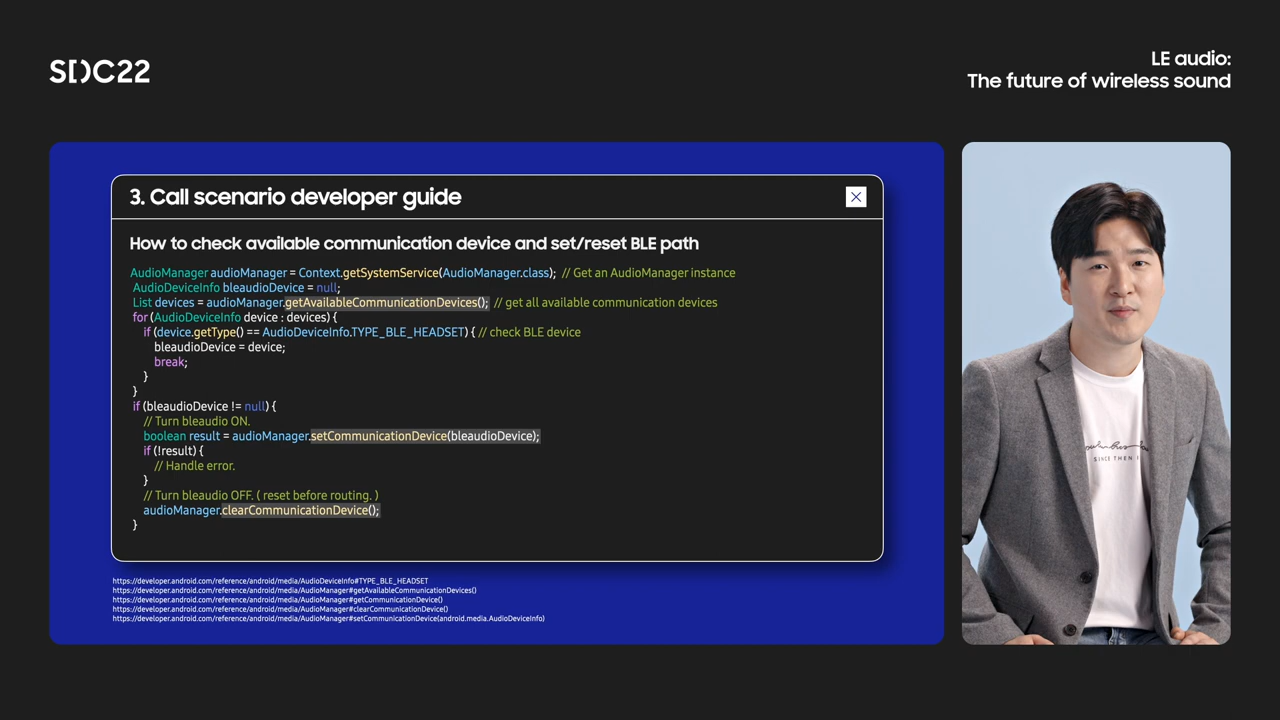 SDC22
LE audio:
The future of wireless sound
3. Call scenario developer guide
How to check available communication device and set/reset BLE path
AudioManager audioManager = Context.getSystemService(AudioManager.class); // Get an AudioManager instance
AudioDeviceInfo bleaudioDevice = null;
List devices = audioManager.getAvailableCommunicationDevices(); // get all available communication devices
for (AudioDeviceInfo device : devices) {
if (device.getType() == AudioDeviceInfo.TYPE_BLE_HEADSET) { // check BLE device
bleaudioDevice = device;
break;
}
}
if (bleaudioDevice != null) {
// Turn bleaudio ON.
boolean result = audioManager.setCommunicationDevice(bleaudioDevice);
if (!result) {
// Handle error.
}
// Turn bleaudio OFF. ( reset before routing. )
audioManager.clearCommunicationDevice();
}
https://developer.android.com/reference/android/media/AudioDeviceInfo#TYPE_BLE_HEADSET
https://developer.android.com/reference/android/media/AudioManager#getAvailableCommunicationDevices()
https://developer.android.com/reference/android/media/AudioManager#getCommunicationDevice()
https://developer.android.com/reference/android/media/AudioManager#clearCommunicationDevice()
https://developer.android.com/reference/android/media/AudioManager#setCommunicationDevice(android.media.AudioDeviceInfo)
SINCE THEN